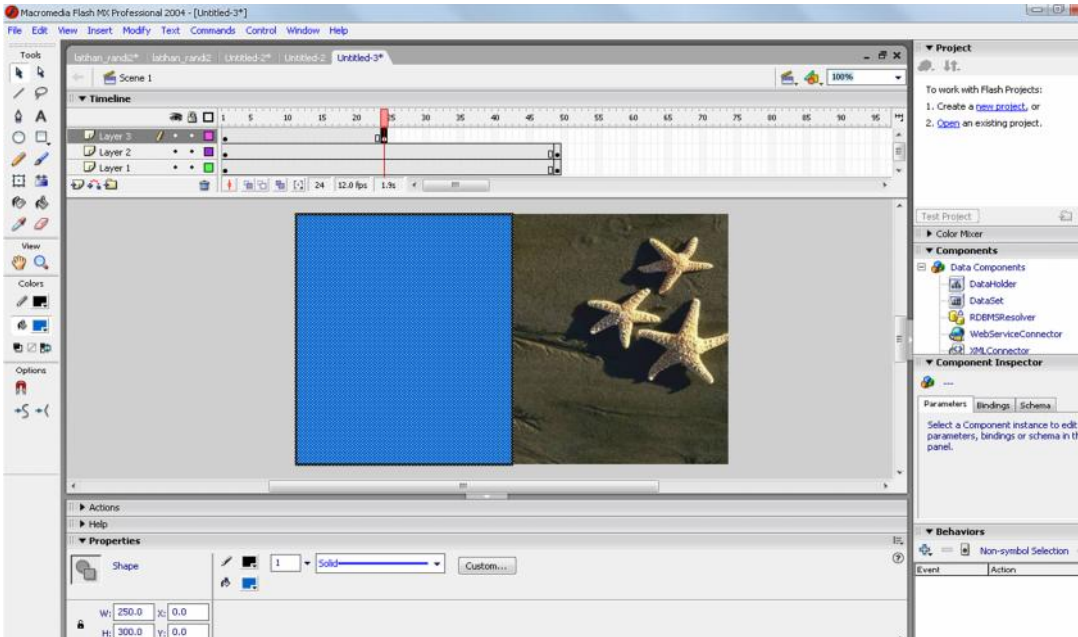 Macromedia Flash MX Professional 2004 - [Untitled-3*]
File Edit View Insert Modify Text Commands Control Window Help
Tools
View
Colors
Options
latihan_randi2* latihan_randi2 Untitled-2* Untitled-2 Untitled-3*
Scene 1
100%
Timeline
1 5 10 15 20 25 30 35 40 45 50 55 60 65 70 75 80 85 90 95
Layer 3
Layer 2
Layer 1
24 12.0 fps 1.9s
Actions
Help
Properties
Shape
1 Solid Custom...
W: 250.0 X: 0.0
H: 300.0 Y: 0.0
Project
To work with Flash Projects:
1. Create a new project, or
2. Open an existing project.
Test Project
Color Mixer
Components
Data Components
DataHolder
DataSet
RDBMSResolver
WebServiceConnector
XMLConnector
Component Inspector
---
Parameters Bindings Schema
Select a Component instance to edit
parameters, bindings or schema in th
panel.
Behaviors
Non-symbol Selection
Event Action